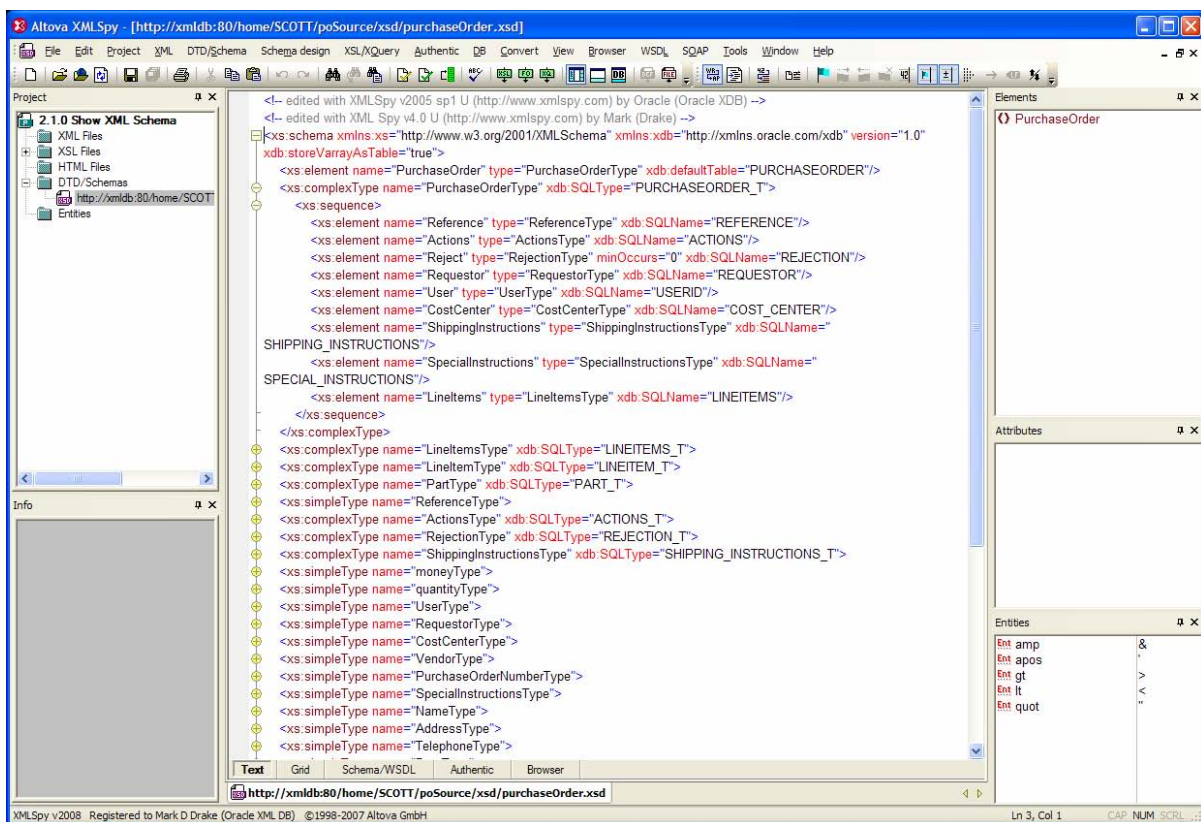 Altova XMLSpy - [http://xmldb:80/home/SCOTT/poSource/xsd/purchaseOrder.xsd]
File Edit Project XML DTD/Schema Schema design XSL/XQuery Authentic DB Convert View Browser WSDL SOAP Tools Window Help
Project
2.1.0 Show XML Schema
XML Files
XSL Files
HTML Files
DTD/Schemas
http://xmldb:80/home/SCOTT
Entities
Info
<!-- edited with XMLSpy v2005 sp1 U (http://www.xmlspy.com) by Oracle (Oracle XDB) -->
<!-- edited with XML Spy v4.0 U (http://www.xmlspy.com) by Mark (Drake) -->
<xs:schema xmlns:xs="http://www.w3.org/2001/XMLSchema" xmlns:xdb="http://xmlns.oracle.com/xdb" version="1.0"
xdb:storeVarrayAsTable="true">
<xs:element name="PurchaseOrder" type="PurchaseOrderType" xdb:defaultTable="PURCHASEORDER"/>
<xs:complexType name="PurchaseOrderType" xdb:SQLType="PURCHASEORDER_T">
<xs:sequence>
<xs:element name="Reference" type="ReferenceType" xdb:SQLName="REFERENCE"/>
<xs:element name="Actions" type="ActionsType" xdb:SQLName="ACTIONS"/>
<xs:element name="Reject" type="RejectionType" minOccurs="0" xdb:SQLName="REJECTION"/>
<xs:element name="Requestor" type="RequestorType" xdb:SQLName="REQUESTOR"/>
<xs:element name="User" type="UserType" xdb:SQLName="USERID"/>
<xs:element name="CostCenter" type="CostCenterType" xdb:SQLName="COST_CENTER"/>
<xs:element name="ShippingInstructions" type="ShippingInstructionsType" xdb:SQLName="
SHIPPING_INSTRUCTIONS"/>
<xs:element name="SpecialInstructions" type="SpecialInstructionsType" xdb:SQLName="
SPECIAL_INSTRUCTIONS"/>
<xs:element name="LineItems" type="LineItemsType" xdb:SQLName="LINEITEMS"/>
</xs:sequence>
</xs:complexType>
<xs:complexType name="LineItemsType" xdb:SQLType="LINEITEMS_T">
<xs:complexType name="LineItemType" xdb:SQLType="LINEITEM_T">
<xs:complexType name="PartType" xdb:SQLType="PART_T">
<xs:simpleType name="ReferenceType">
<xs:complexType name="ActionsType" xdb:SQLType="ACTIONS_T">
<xs:complexType name="RejectionType" xdb:SQLType="REJECTION_T">
<xs:complexType name="ShippingInstructionsType" xdb:SQLType="SHIPPING_INSTRUCTIONS_T">
<xs:simpleType name="moneyType">
<xs:simpleType name="quantityType">
<xs:simpleType name="UserType">
<xs:simpleType name="RequestorType">
<xs:simpleType name="CostCenterType">
<xs:simpleType name="VendorType">
<xs:simpleType name="PurchaseOrderNumberType">
<xs:simpleType name="SpecialInstructionsType">
<xs:simpleType name="NameType">
<xs:simpleType name="AddressType">
<xs:simpleType name="TelephoneType">
Text Grid Schema/WSDL Authentic Browser
http://xmldb:80/home/SCOTT/poSource/xsd/purchaseOrder.xsd
Elements
<> PurchaseOrder
Attributes
Entities
Ent amp &
Ent apos '
Ent gt >
Ent lt <
Ent quot "
XMLSpy v2008 Registered to Mark D Drake (Oracle XML DB) ©1998-2007 Altova GmbH
Ln 3, Col 1 CAP NUM SCRL